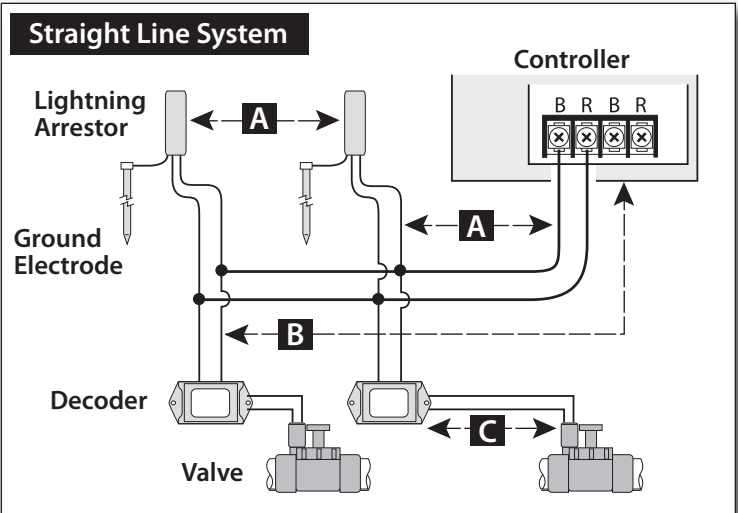 Straight Line System
Controller
Lightning
Arrestor
A
B R B R
A
Ground
Electrode
B
Decoder
C
Valve